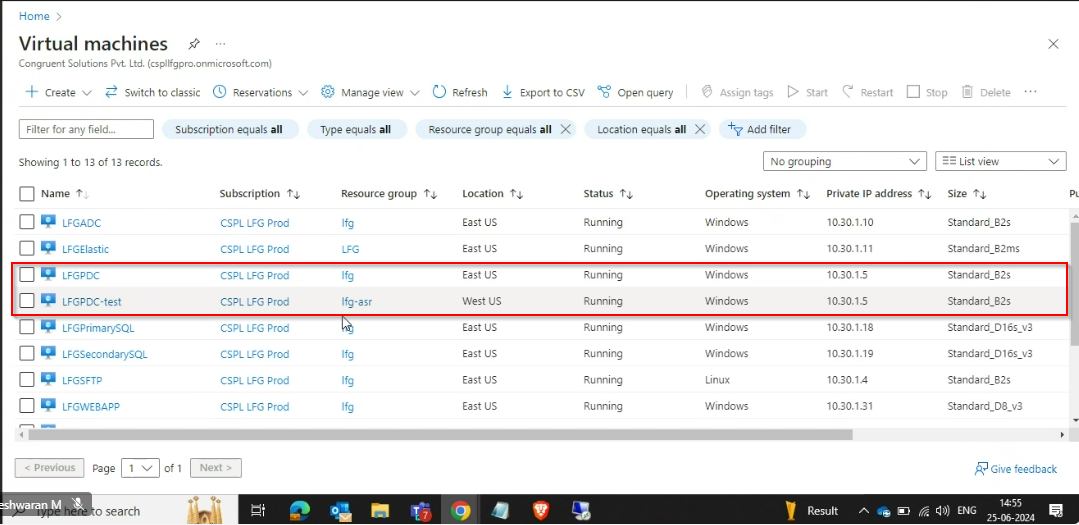 Home >
Virtual machines ...
Congruent Solutions Pvt. Ltd. (cspllfgpro.onmicrosoft.com)
Create Switch to classic Reservations Manage view Refresh Export to CSV Open query Assign tags Start Restart Stop Delete ...
Filter for any field... Subscription equals all Type equals all Resource group equals all Location equals all Add filter
Showing 1 to 13 of 13 records. No grouping List view
Name Subscription Resource group Location Status Operating system Private IP address Size
LFGADC CSPL LFG Prod lfg East US Running Windows 10.30.1.10 Standard_B2s
LFGElastic CSPL LFG Prod LFG East US Running Windows 10.30.1.11 Standard_B2ms
LFGPDC CSPL LFG Prod lfg East US Running Windows 10.30.1.5 Standard_B2s
LFGPDC-test CSPL LFG Prod lfg-asr West US Running Windows 10.30.1.5 Standard_B2s
LFGPrimarySQL CSPL LFG Prod lfg East US Running Windows 10.30.1.18 Standard_D16s_v3
LFGSecondarySQL CSPL LFG Prod lfg East US Running Windows 10.30.1.19 Standard_D16s_v3
LFGSFTP CSPL LFG Prod lfg East US Running Linux 10.30.1.4 Standard_B2s
LFGWEBAPP CSPL LFG Prod lfg East US Running Windows 10.30.1.31 Standard_D8_v3
< Previous Page 1 of 1 Next > Give feedback
eshwaran M
here to search 7 Result ENG 14:55
25-06-2024